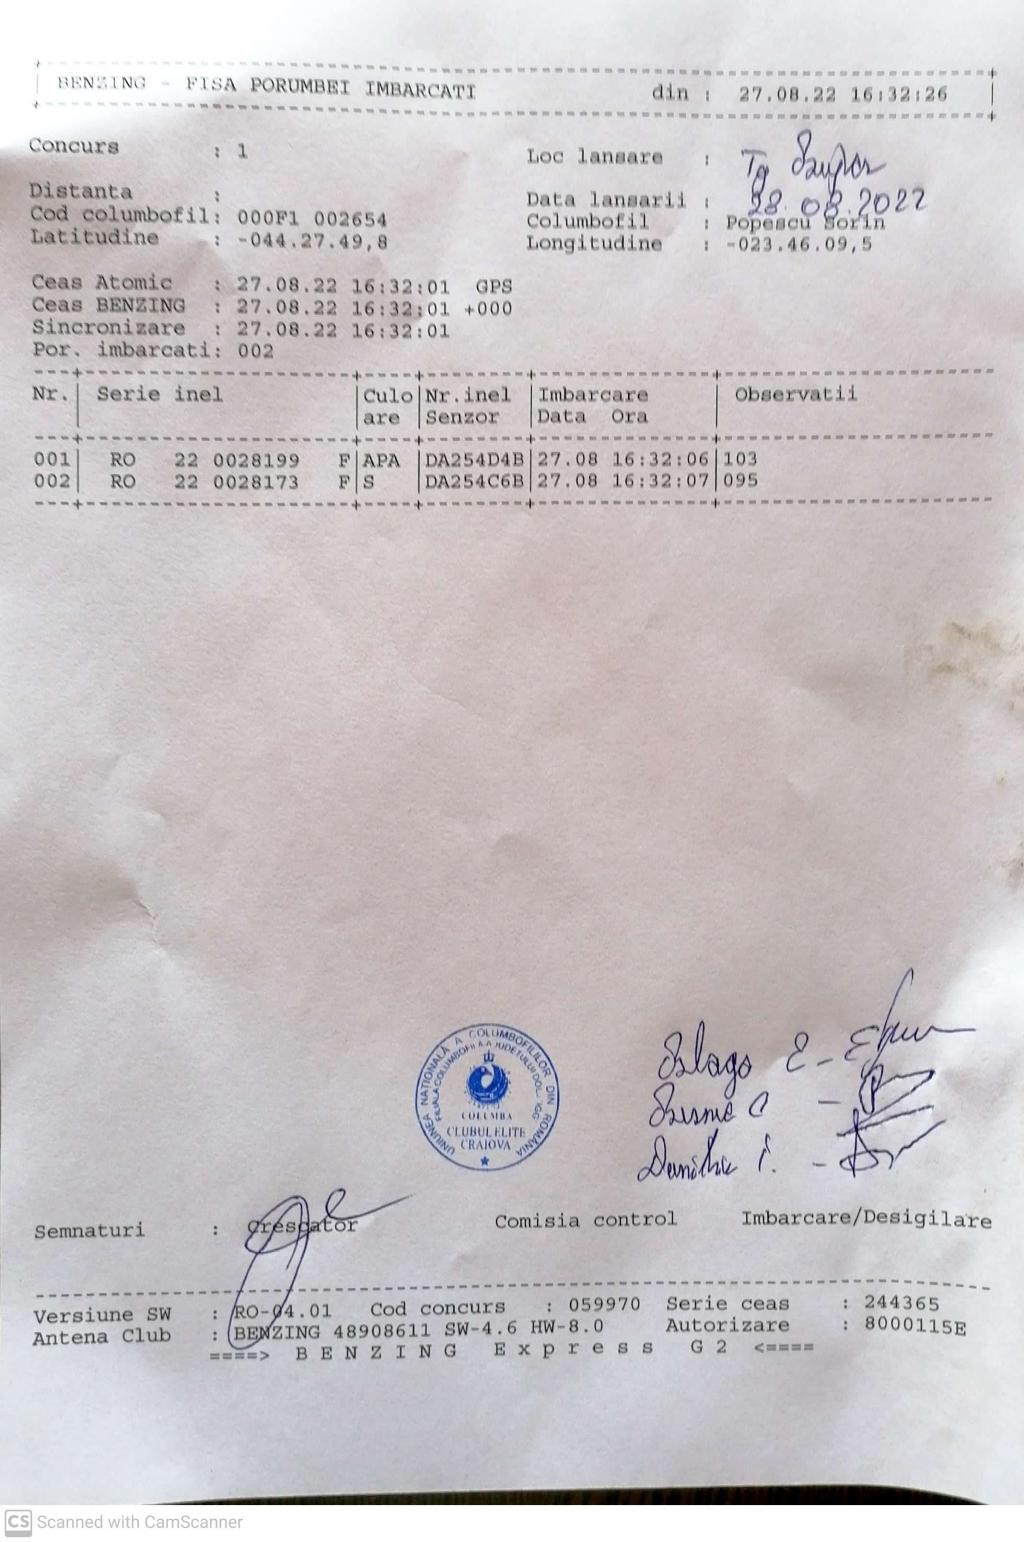 BENZING - FISA PORUMBEI IMBARCATI din : 27.08.22 16:32:26
Concurs : 1 Loc lansare : Tg
Distanta : Data lansarii : 28.08.2022
Cod columbofil: 000F1 002654 Columbofil : Popescu Sorin
Latitudine : -044.27.49,8 Longitudine : -023.46.09,5
Ceas Atomic : 27.08.22 16:32:01 GPS
Ceas BENZING : 27.08.22 16:32:01 +000
Sincronizare : 27.08.22 16:32:01
Por. imbarcati: 002
Nr. Serie inel Culo Nr.inel Imbarcare Observatii
are Senzor Data Ora
001 RO 22 0028199 F APA DA254D4B 27.08 16:32:06 103
002 RO 22 0028173 F S DA254C6B 27.08 16:32:07 095
UNIUNEA NATIONALĂ A COLUMBOFILILOR DIN ROMÂNIA
COLUMBA
CLUBUL ELITE
CRAIOVA
Semnaturi : Crescator Comisia control Imbarcare/Desigilare
Versiune SW : RO-04.01 Cod concurs : 059970 Serie ceas : 244365
Antena Club : BENZING 48908611 SW-4.6 HW-8.0 Autorizare : 8000115E
====> B E N Z I N G E x p r e s s G 2 <====
CS Scanned with CamScanner